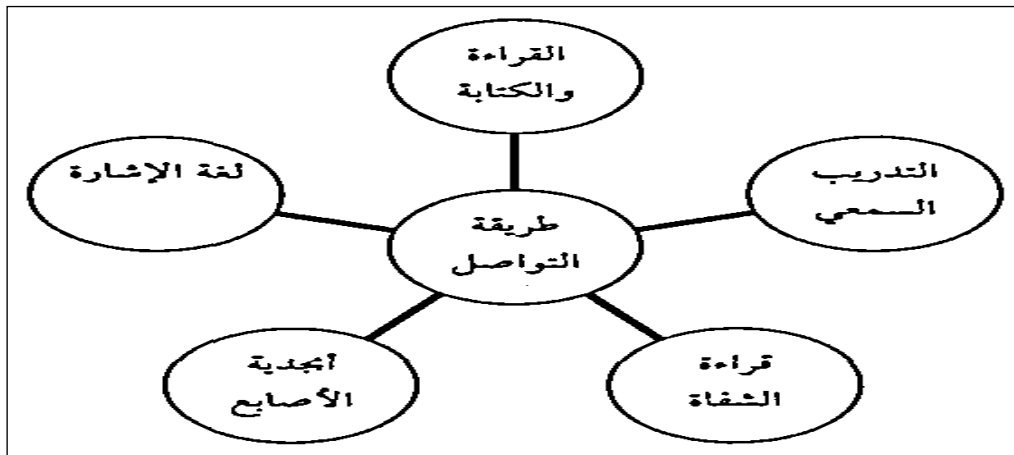 القراءة
والكتابة
التدريب
السمعي
لغة الإشارة
طريقة
التواصل
قراءة
الشفاة
أبجدية
الأصابع